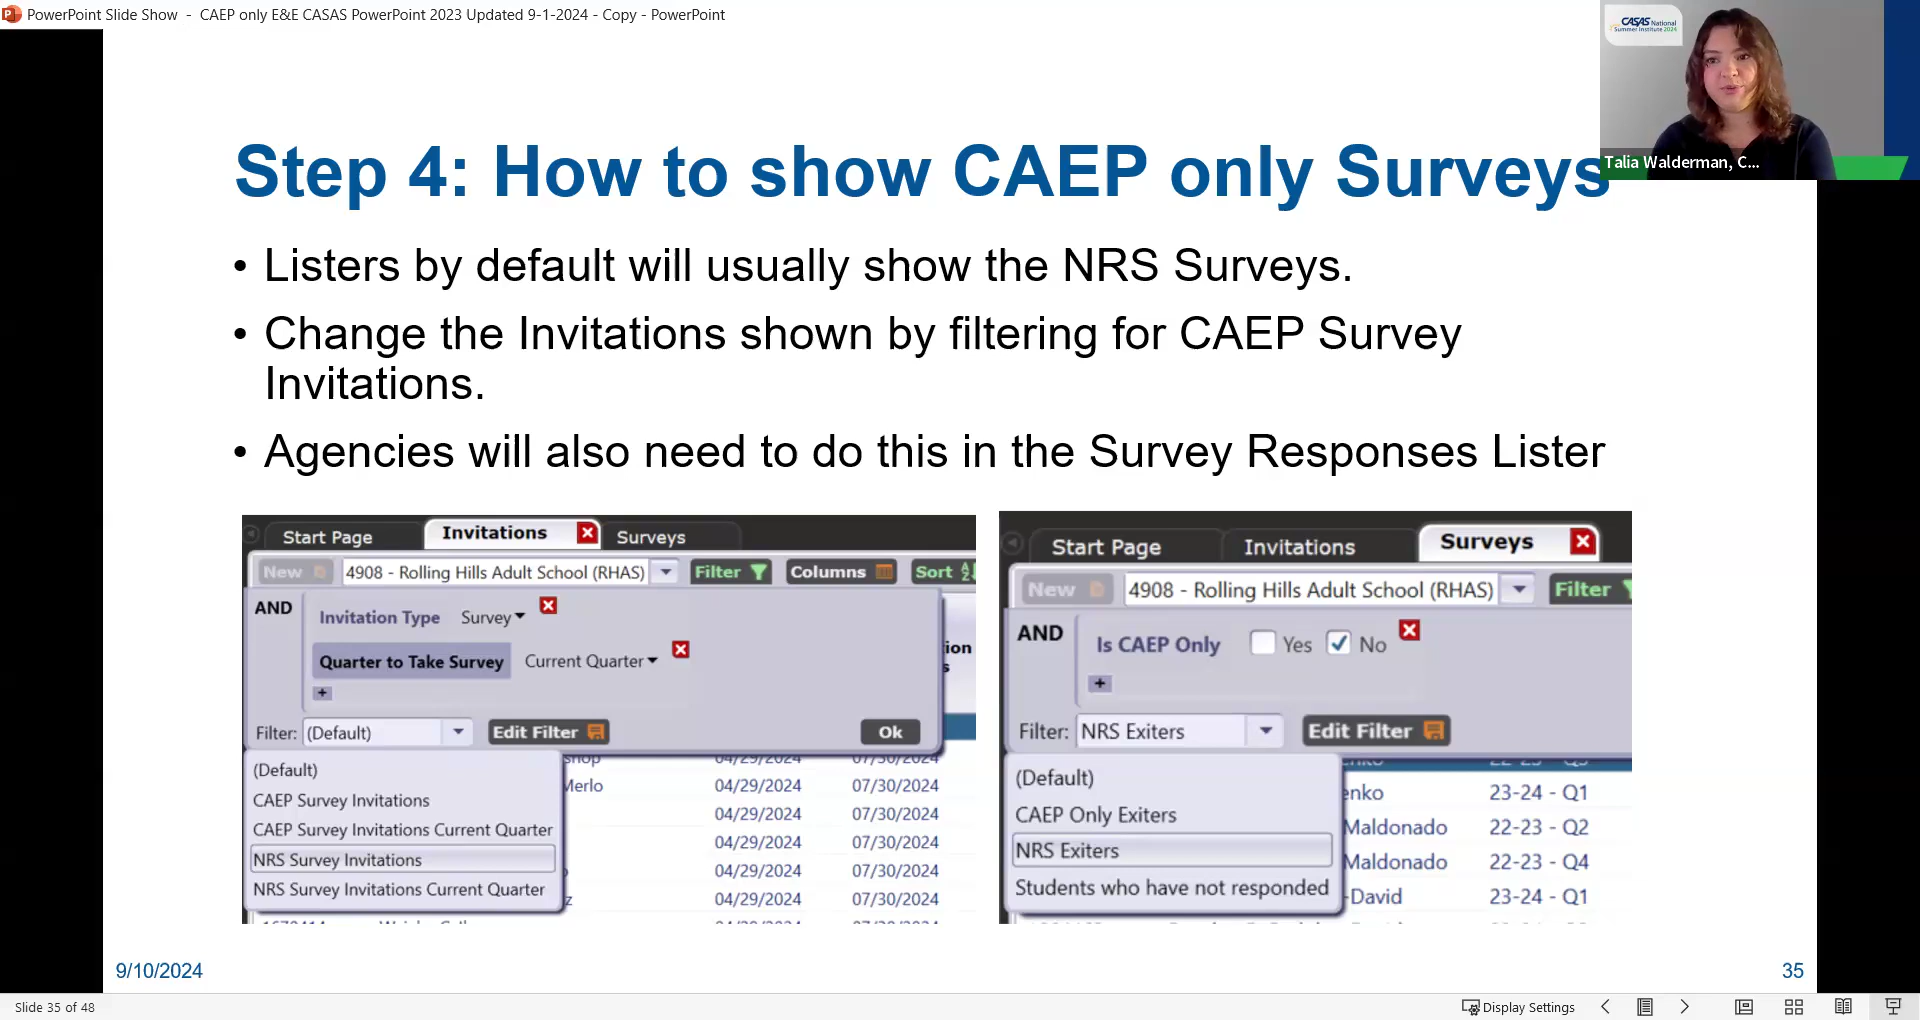 PowerPoint Slide Show - CAEP only E&E CASAS PowerPoint 2023 Updated 9-1-2024 - Copy - PowerPoint
CASAS National
Summer Institute 2024
Talia Walderman, C...
Step 4: How to show CAEP only Surveys
• Listers by default will usually show the NRS Surveys.
• Change the Invitations shown by filtering for CAEP Survey
Invitations.
• Agencies will also need to do this in the Survey Responses Lister
Start Page Invitations Surveys
New 4908 - Rolling Hills Adult School (RHAS) Filter Columns Sort
AND
Invitation Type Survey
Quarter to Take Survey Current Quarter
+
Filter: (Default) Edit Filter Ok
(Default)
CAEP Survey Invitations
CAEP Survey Invitations Current Quarter
NRS Survey Invitations
NRS Survey Invitations Current Quarter
Merlo 04/29/2024 07/30/2024
04/29/2024 07/30/2024
04/29/2024 07/30/2024
04/29/2024 07/30/2024
z 04/29/2024 07/30/2024
Start Page Invitations Surveys
New 4908 - Rolling Hills Adult School (RHAS) Filter
AND
Is CAEP Only Yes No
+
Filter: NRS Exiters Edit Filter
(Default)
CAEP Only Exiters
NRS Exiters
Students who have not responded
enko 23-24 - Q1
Maldonado 22-23 - Q2
Maldonado 22-23 - Q4
-David 23-24 - Q1
9/10/2024
35
Slide 35 of 48
Display Settings